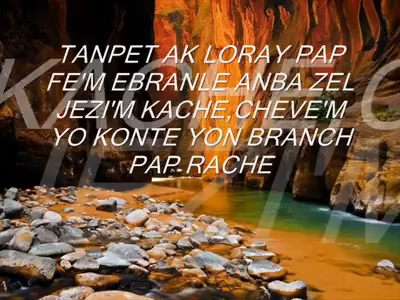 TANPET AK LORAY PAP
FE'M EBRANLE ANBA ZEL
JEZI'M KACHE,CHEVE'M
YO KONTE YON BRANCH
PAP RACHE